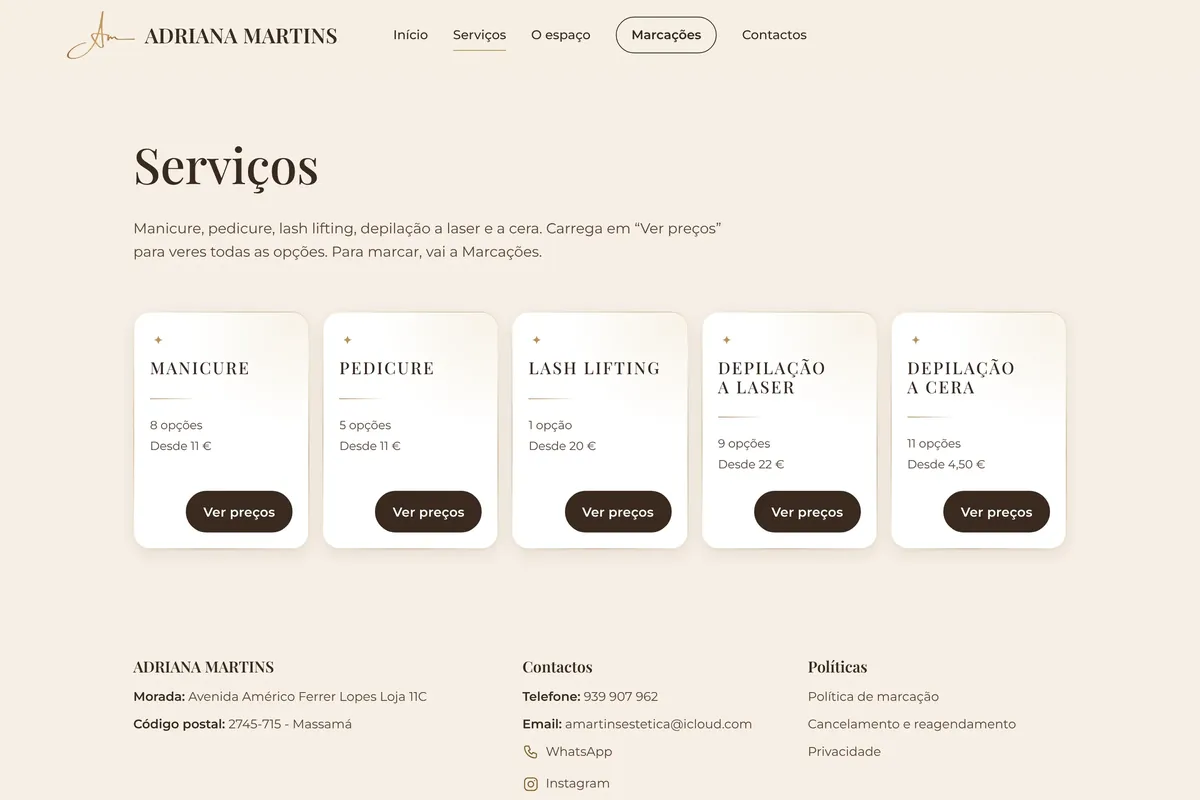 Am ADRIANA MARTINS
Início Serviços O espaço Marcações Contactos
Serviços
Manicure, pedicure, lash lifting, depilação a laser e a cera. Carrega em “Ver preços”
para veres todas as opções. Para marcar, vai a Marcações.
MANICURE
8 opções
Desde 11 €
Ver preços
PEDICURE
5 opções
Desde 11 €
Ver preços
LASH LIFTING
1 opção
Desde 20 €
Ver preços
DEPILAÇÃO
A LASER
9 opções
Desde 22 €
Ver preços
DEPILAÇÃO
A CERA
11 opções
Desde 4,50 €
Ver preços
ADRIANA MARTINS
Morada: Avenida Américo Ferrer Lopes Loja 11C
Código postal: 2745-715 - Massamá
Contactos
Telefone: 939 907 962
Email: amartinsestetica@icloud.com
WhatsApp
Instagram
Políticas
Política de marcação
Cancelamento e reagendamento
Privacidade